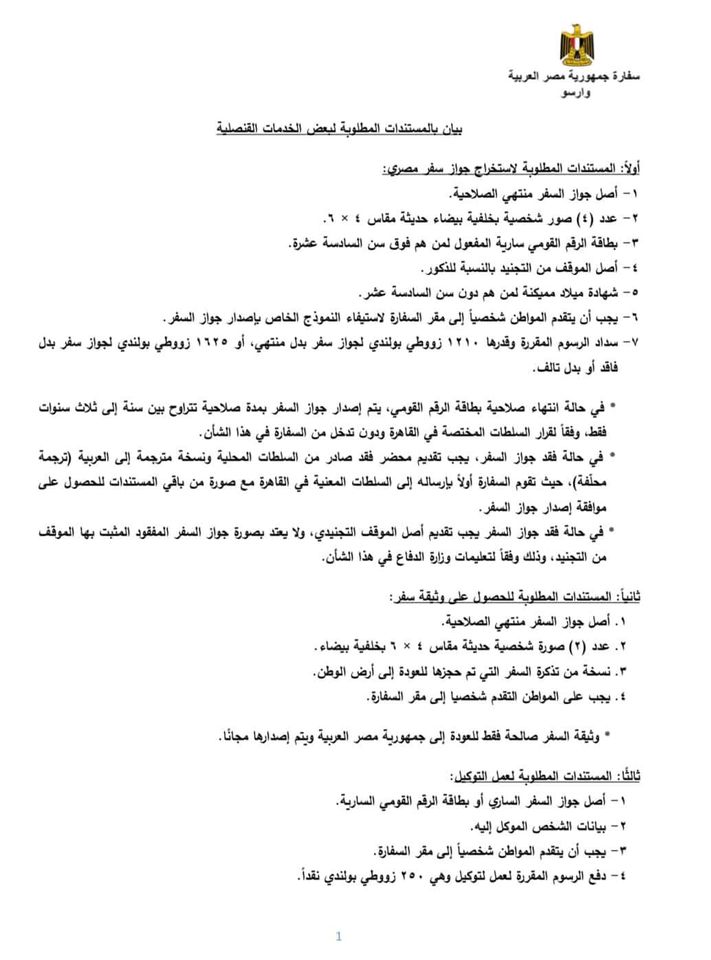 سفارة جمهورية مصر العربية
وارسو
بيان بالمستندات المطلوبة لبعض الخدمات القنصلية
أولاً: المستندات المطلوبة لاستخراج جواز سفر مصري:
١- أصل جواز السفر منتهي الصلاحية.
٢- عدد (٤) صور شخصية بخلفية بيضاء حديثة مقاس ٤ × ٦.
٣- بطاقة الرقم القومي سارية المفعول لمن هم فوق سن السادسة عشرة.
٤- أصل الموقف من التجنيد بالنسبة للذكور.
٥- شهادة ميلاد مميكنة لمن هم دون سن السادسة عشر.
٦- يجب أن يتقدم المواطن شخصياً إلى مقر السفارة لاستيفاء النموذج الخاص بإصدار جواز السفر.
٧- سداد الرسوم المقررة وقدرها ١٢١٠ زووطي بولندي لجواز سفر بدل منتهي، أو ١٦٢٥ زووطي بولندي لجواز سفر بدل
فاقد أو بدل تالف.
* في حالة انتهاء صلاحية بطاقة الرقم القومي، يتم إصدار جواز السفر بمدة صلاحية تتراوح بين سنة إلى ثلاث سنوات
فقط، وفقاً لقرار السلطات المختصة في القاهرة ودون تدخل من السفارة في هذا الشأن.
* في حالة فقد جواز السفر، يجب تقديم محضر فقد صادر من السلطات المحلية ونسخة مترجمة إلى العربية (ترجمة
محلّفة)، حيث تقوم السفارة أولاً بإرساله إلى السلطات المعنية في القاهرة مع صورة من باقي المستندات للحصول على
موافقة إصدار جواز السفر.
* في حالة فقد جواز السفر يجب تقديم أصل الموقف التجنيدي، ولا يعتد بصورة جواز السفر المفقود المثبت بها الموقف
من التجنيد، وذلك وفقاً لتعليمات وزارة الدفاع في هذا الشأن.
ثانياً: المستندات المطلوبة للحصول على وثيقة سفر:
١. أصل جواز السفر منتهي الصلاحية.
٢. عدد (٢) صورة شخصية حديثة مقاس ٤ × ٦ بخلفية بيضاء.
٣. نسخة من تذكرة السفر التي تم حجزها للعودة إلى أرض الوطن.
٤. يجب على المواطن التقدم شخصيا إلى مقر السفارة.
* وثيقة السفر صالحة فقط للعودة إلى جمهورية مصر العربية ويتم إصدارها مجانًا.
ثالثًا: المستندات المطلوبة لعمل التوكيل:
١- أصل جواز السفر الساري أو بطاقة الرقم القومي السارية.
٢- بيانات الشخص الموكل إليه.
٣- يجب أن يتقدم المواطن شخصياً إلى مقر السفارة.
٤- دفع الرسوم المقررة لعمل لتوكيل وهي ٢٥٠ زووطي بولندي نقداً.
1